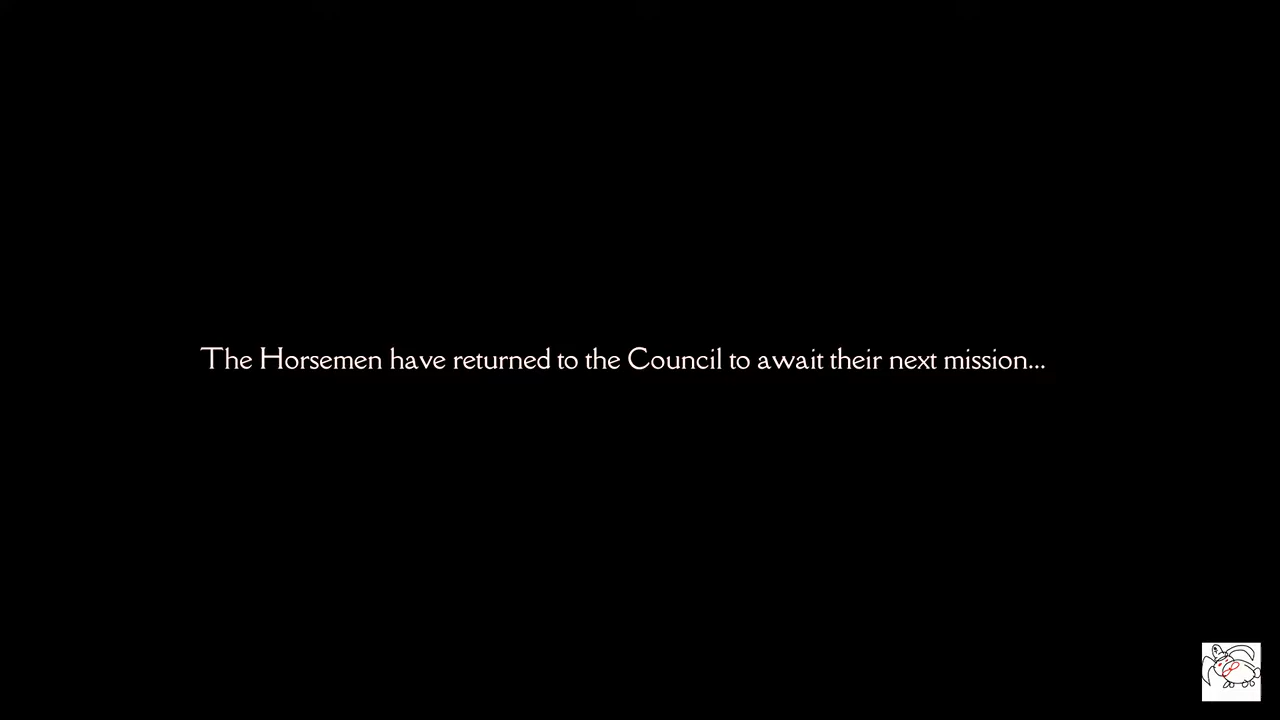 The Horsemen have returned to the Council to await their next mission...